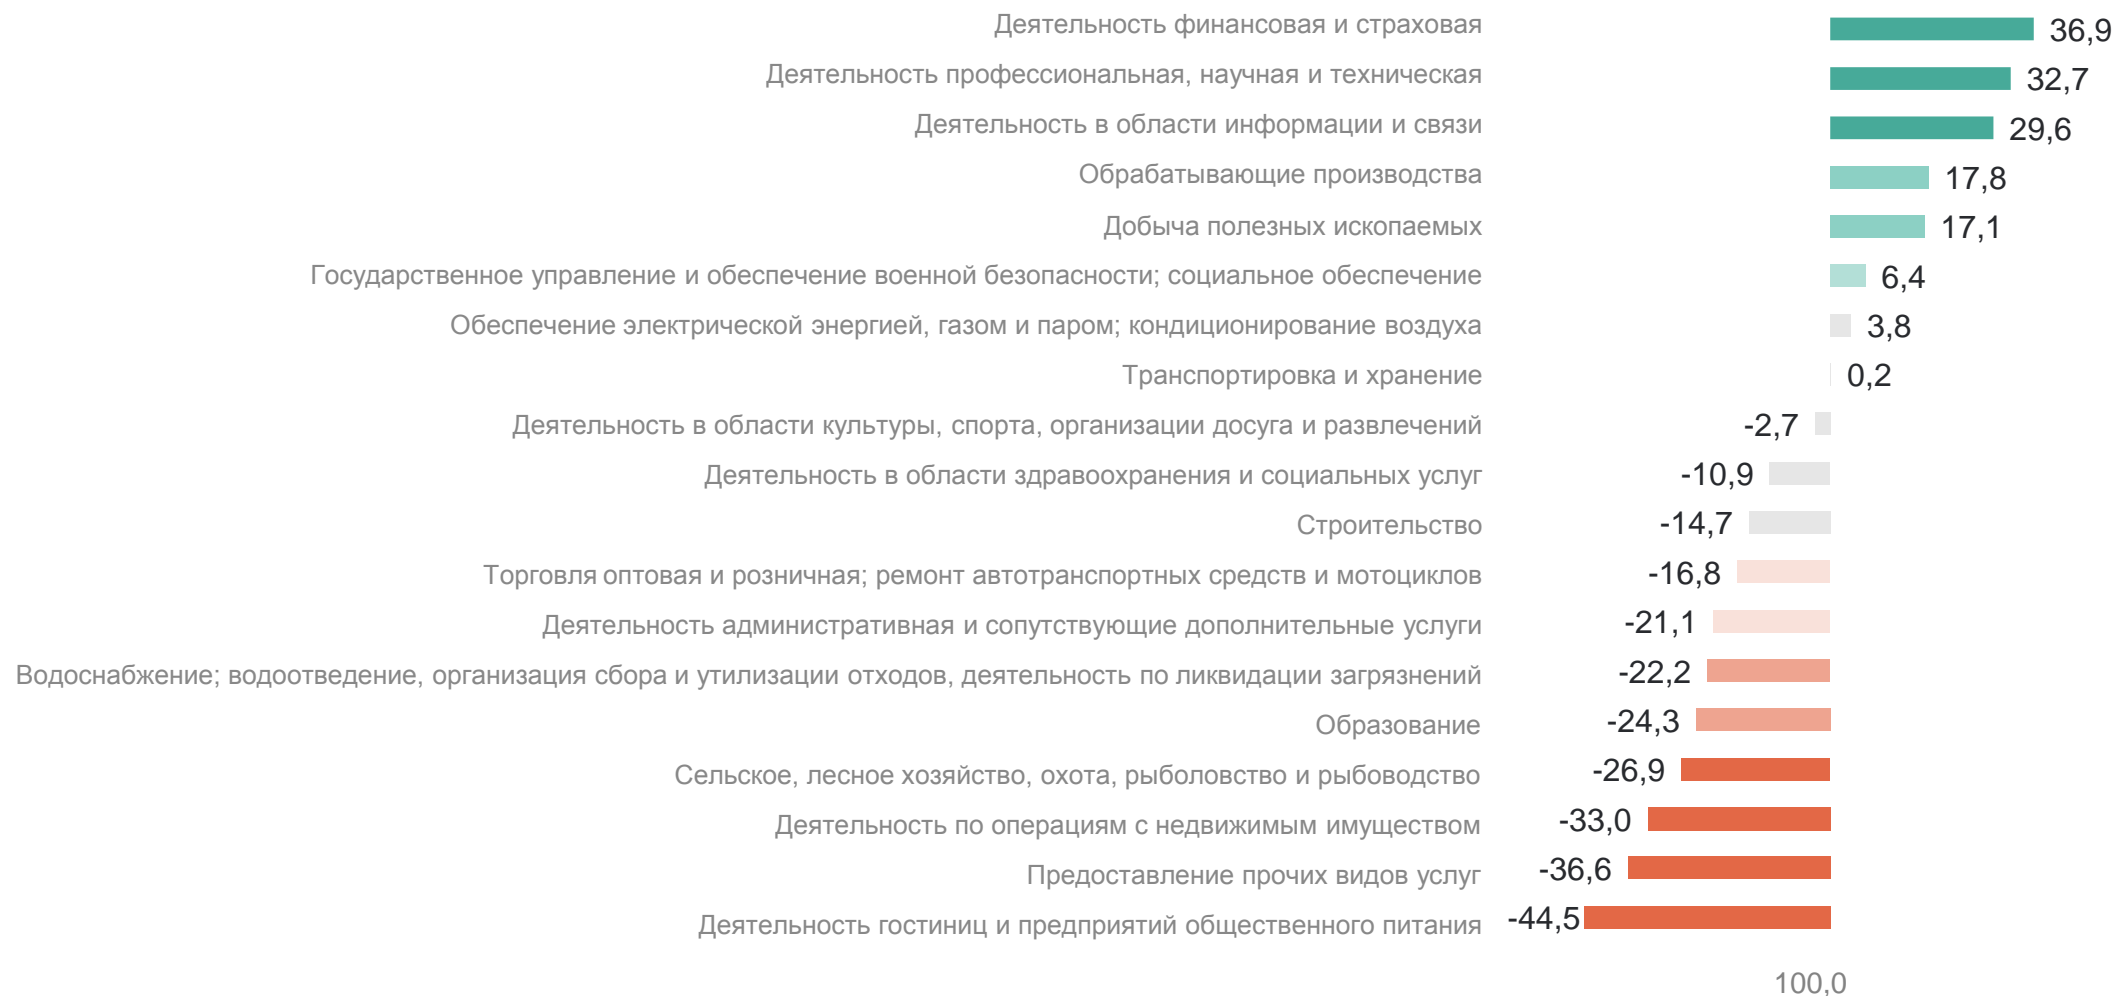 Деятельность финансовая и страховая 36,9
Деятельность профессиональная, научная и техническая 32,7
Деятельность в области информации и связи 29,6
Обрабатывающие производства 17,8
Добыча полезных ископаемых 17,1
Государственное управление и обеспечение военной безопасности; социальное обеспечение 6,4
Обеспечение электрической энергией, газом и паром; кондиционирование воздуха 3,8
Транспортировка и хранение 0,2
Деятельность в области культуры, спорта, организации досуга и развлечений -2,7
Деятельность в области здравоохранения и социальных услуг -10,9
Строительство -14,7
Торговля оптовая и розничная; ремонт автотранспортных средств и мотоциклов -16,8
Деятельность административная и сопутствующие дополнительные услуги -21,1
Водоснабжение; водоотведение, организация сбора и утилизации отходов, деятельность по ликвидации загрязнений -22,2
Образование -24,3
Сельское, лесное хозяйство, охота, рыболовство и рыбоводство -26,9
Деятельность по операциям с недвижимым имуществом -33,0
Предоставление прочих видов услуг -36,6
Деятельность гостиниц и предприятий общественного питания -44,5
100,0